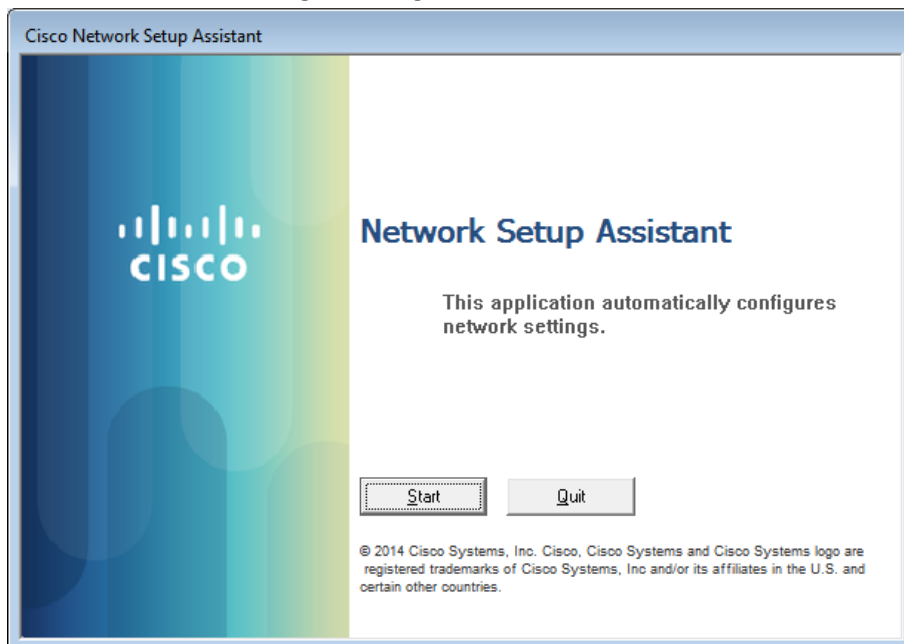 Cisco Network Setup Assistant
CISCO
Network Setup Assistant
This application automatically configures
network settings.
Start
Quit
© 2014 Cisco Systems, Inc. Cisco, Cisco Systems and Cisco Systems logo are
registered trademarks of Cisco Systems, Inc and/or its affiliates in the U.S. and
certain other countries.